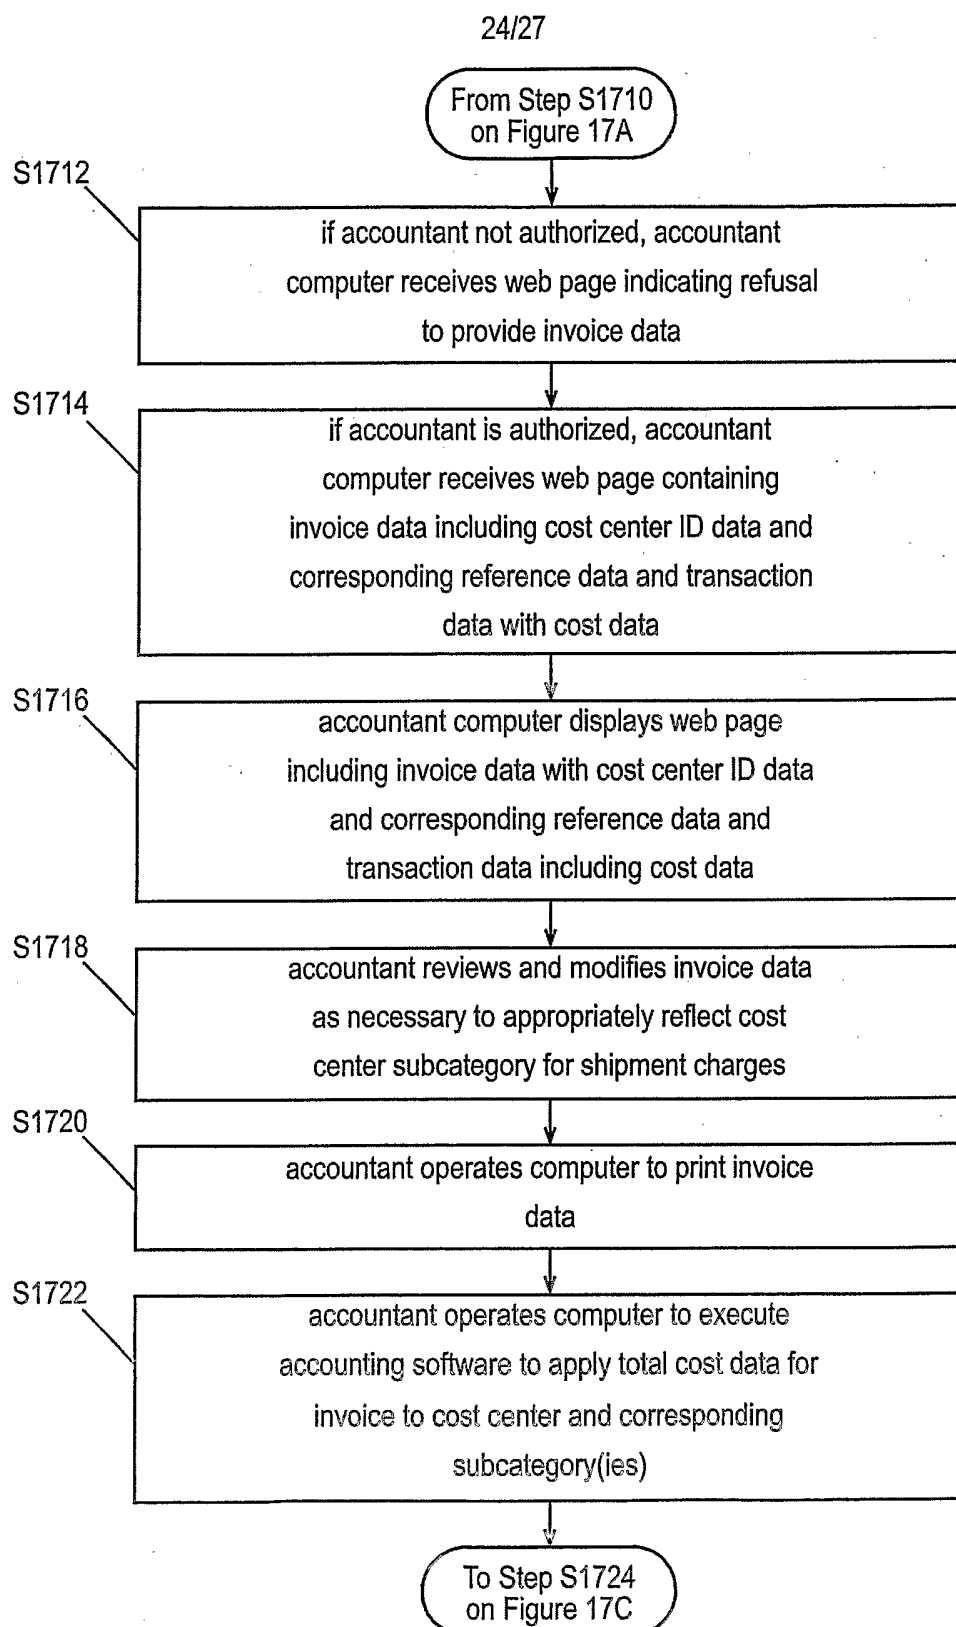 24/27
From Step S1710
on Figure 17A
S1712
if accountant not authorized, accountant
computer receives web page indicating refusal
to provide invoice data
S1714
if accountant is authorized, accountant
computer receives web page containing
invoice data including cost center ID data and
corresponding reference data and transaction
data with cost data
S1716
accountant computer displays web page
including invoice data with cost center ID data
and corresponding reference data and
transaction data including cost data
S1718
accountant reviews and modifies invoice data
as necessary to appropriately reflect cost
center subcategory for shipment charges
S1720
accountant operates computer to print invoice
data
S1722
accountant operates computer to execute
accounting software to apply total cost data for
invoice to cost center and corresponding
subcategory(ies)
To Step S1724
on Figure 17C